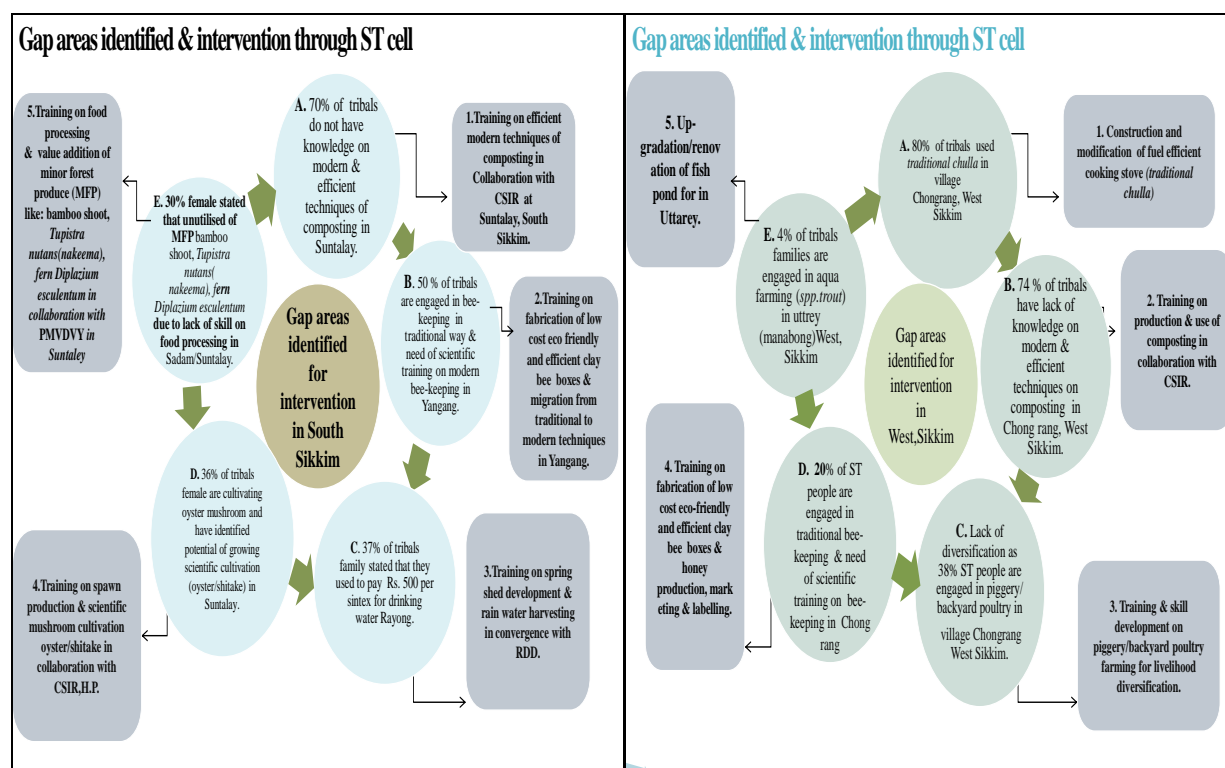 Gap areas identified & intervention through ST cell
5.Training on food
processing
& value addition of
minor forest
produce (MFP)
like: bamboo shoot,
Tupistra
nutans(nakeema),
fern Diplazium
esculentum in
collaboration with
PMVDVY in
Suntaley
A. 70% of tribals
do not have
knowledge on
modern &
efficient
techniques of
composting in
Suntalay.
1.Training on efficient
modern techniques of
composting in
Collaboration with
CSIR at
Suntalay, South
Sikkim.
E. 30% female stated
that unutilised of
MFP bamboo
shoot, Tupistra
nutans(
nakeema), fern
Diplazium esculentum
due to lack of skill on
food processing in
Sadam/Suntalay.
Gap areas
identified
for
intervention
in South
Sikkim
B. 50 % of tribals
are engaged in bee-
keeping in
traditional way &
need of scientific
training on modern
bee-keeping in
Yangang.
2.Training on
fabrication of low
cost eco friendly
and efficient clay
bee boxes &
migration from
traditional to
modern techniques
in Yangang.
D. 36% of tribals
female are cultivating
oyster mushroom and
have identified
potential of growing
scientific cultivation
(oyster/shitake) in
Suntalay.
C. 37% of tribals
family stated that they
used to pay Rs. 500 per
sintex for drinking
water Rayong.
4.Training on spawn
production & scientific
mushroom cultivation
oyster/shitake in
collaboration with
CSIR,H.P.
3.Training on spring
shed development &
rain water harvesting
in convergence with
RDD.
Gap areas identified & intervention through ST cell
5. Up-
gradation/renov
ation of fish
pond for in
Uttarey.
A. 80% of tribals used
traditional chulla in
village
Chongrang, West
Sikkim
1. Construction and
modification of fuel efficient
cooking stove (traditional
chulla)
E. 4% of tribals
families are
engaged in aqua
farming (spp.trout)
in uttrey
(manabong)West,
Sikkim
Gap areas
identified for
intervention
in
West,Sikkim
B. 74 % of tribals
have lack of
knowledge on
modern &
efficient
techniques on
composting in
Chong rang, West
Sikkim.
2. Training on
production & use of
composting in
collaboration with
CSIR.
4. Training on
fabrication of low
cost eco-friendly
and efficient clay
bee boxes &
honey
production, mark
eting & labelling.
D. 20% of ST
people are
engaged in
traditional bee-
keeping & need
of scientific
training on bee-
keeping in Chong
rang
C. Lack of
diversification as
38% ST people are
engaged in piggery/
backyard poultry in
village Chongrang
West Sikkim.
3. Training & skill
development on
piggery/backyard poultry
farming for livelihood
diversification.